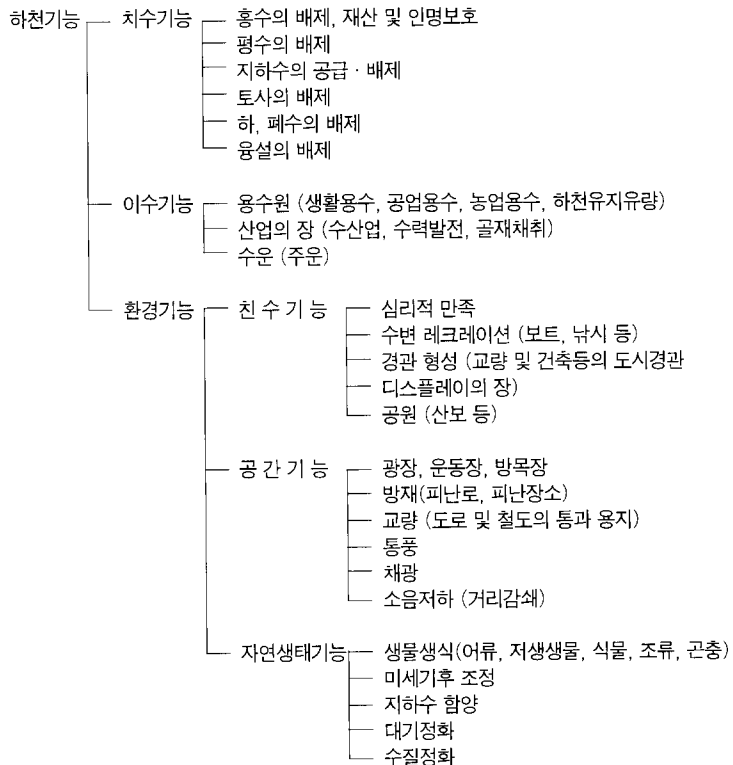 하천기능 치수기능 홍수의 배제, 재산 및 인명보호
평수의 배제
지하수의 공급 · 배제
토사의 배제
하, 폐수의 배제
융설의 배제
이수기능 용수원 (생활용수, 공업용수, 농업용수, 하천유지유량)
산업의 장 (수산업, 수력발전, 골재채취)
수운 (주운)
환경기능 친 수 기 능 심리적 만족
수변 레크레이션 (보트, 낚시 등)
경관 형성 (교량 및 건축등의 도시경관
디스플레이의 장)
공원 (산보 등)
공 간 기 능 광장, 운동장, 방목장
방재(피난로, 피난장소)
교량 (도로 및 철도의 통과 용지)
통풍
채광
소음저하 (거리감쇄)
자연생태기능 생물생식(어류, 저생생물, 식물, 조류, 곤충)
미세기후 조정
지하수 함양
대기정화
수질정화